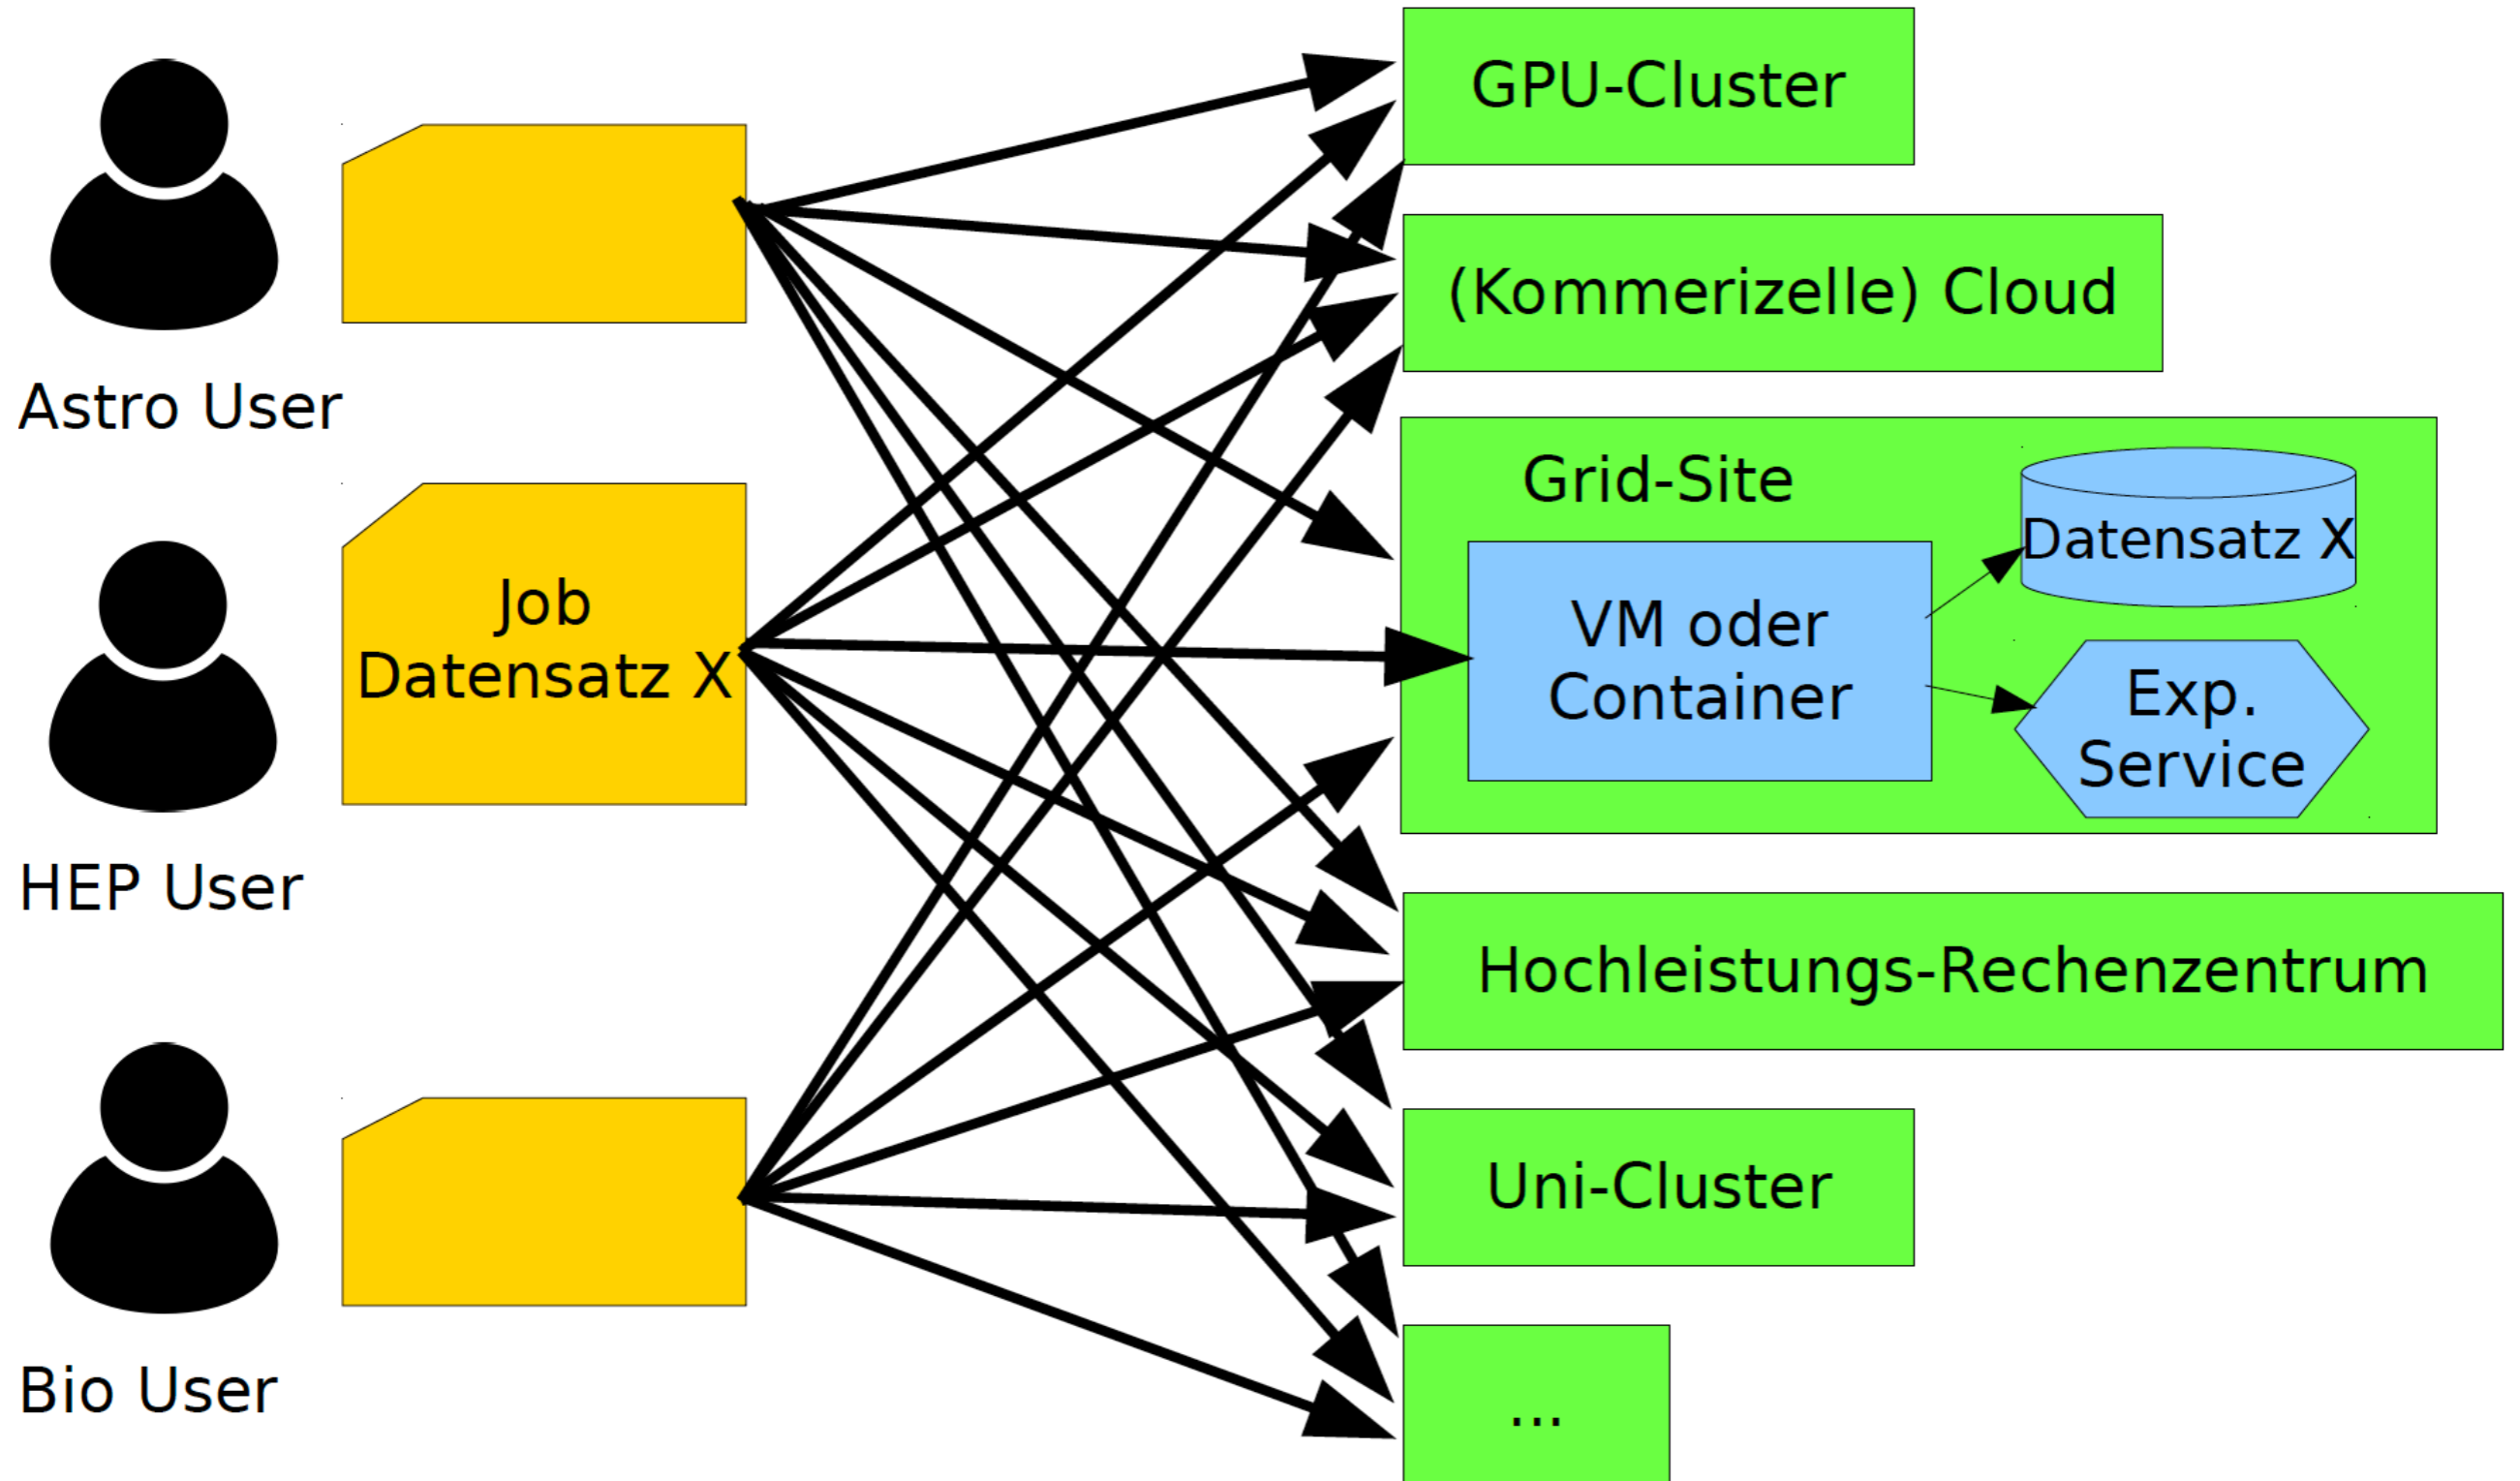 Astro User
Job
Datensatz X
HEP User
Bio User
GPU-Cluster
(Kommerizelle) Cloud
Grid-Site
VM oder
Container
Datensatz X
Exp.
Service
Hochleistungs-Rechenzentrum
Uni-Cluster
...